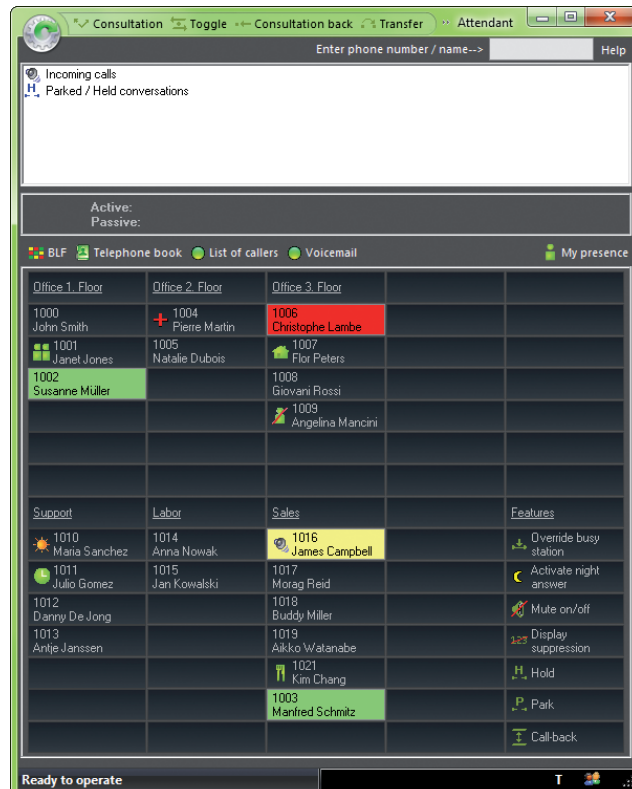 Consultation Toggle Consultation back Transfer Attendant
Enter phone number / name--> Help
Incoming calls
H Parked / Held conversations
Active:
Passive:
BLF Telephone book List of callers Voicemail My presence
Office 1. Floor Office 2. Floor Office 3. Floor
1000 1004 1006
John Smith Pierre Martin Christophe Lambe
1001 1005 1007
Janet Jones Natalie Dubois Flor Peters
1002 1008
Susanne Müller Giovani Rossi
1009
Angelina Mancini
Support Labor Sales Features
1010 1014 1016 Override busy
Maria Sanchez Anna Nowak James Campbell station
1011 1015 1017 Activate night
Julio Gomez Jan Kowalski Morag Reid answer
1012 1018 Mute on/off
Danny De Jong Buddy Miller
1013 1019 123 Display
Antje Janssen Aikko Watanabe suppression
1021 H Hold
Kim Chang
1003 P Park
Manfred Schmitz
Call-back
Ready to operate T